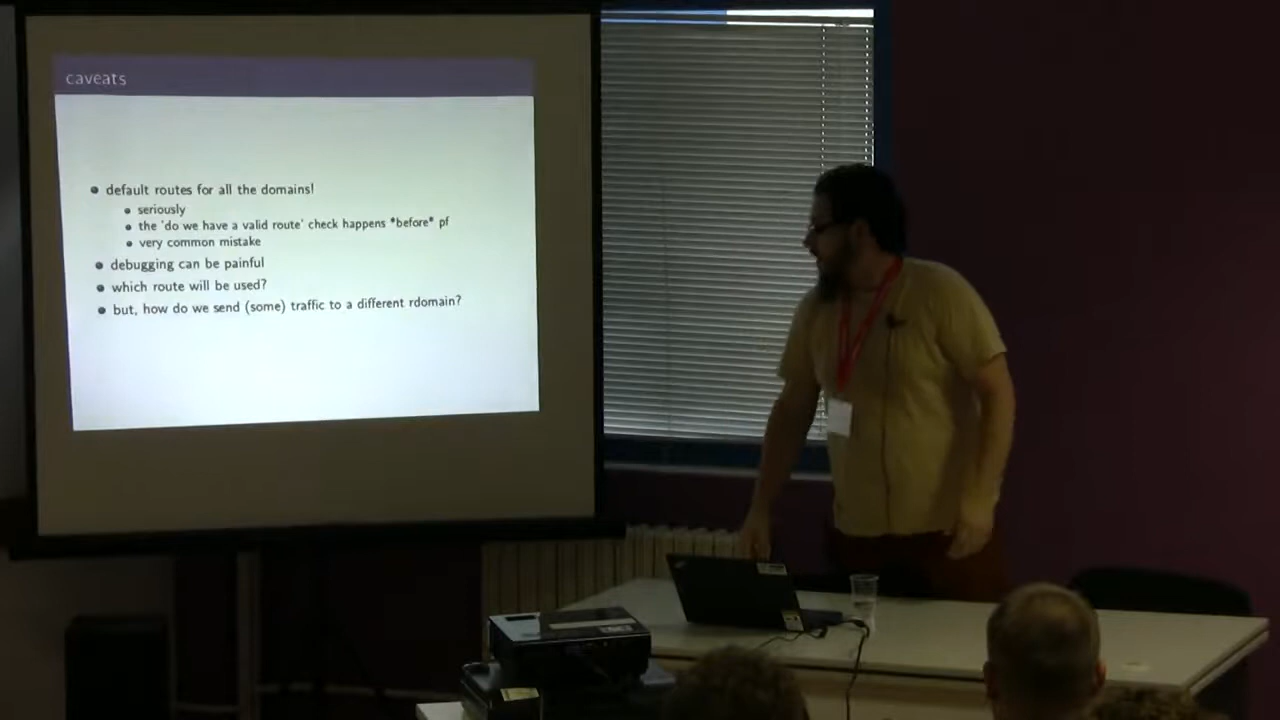 caveats
default routes for all the domains!
seriously
the 'do we have a valid route' check happens *before* pf
very common mistake
debugging can be painful
which route will be used?
but, how do we send (some) traffic to a different rdomain?